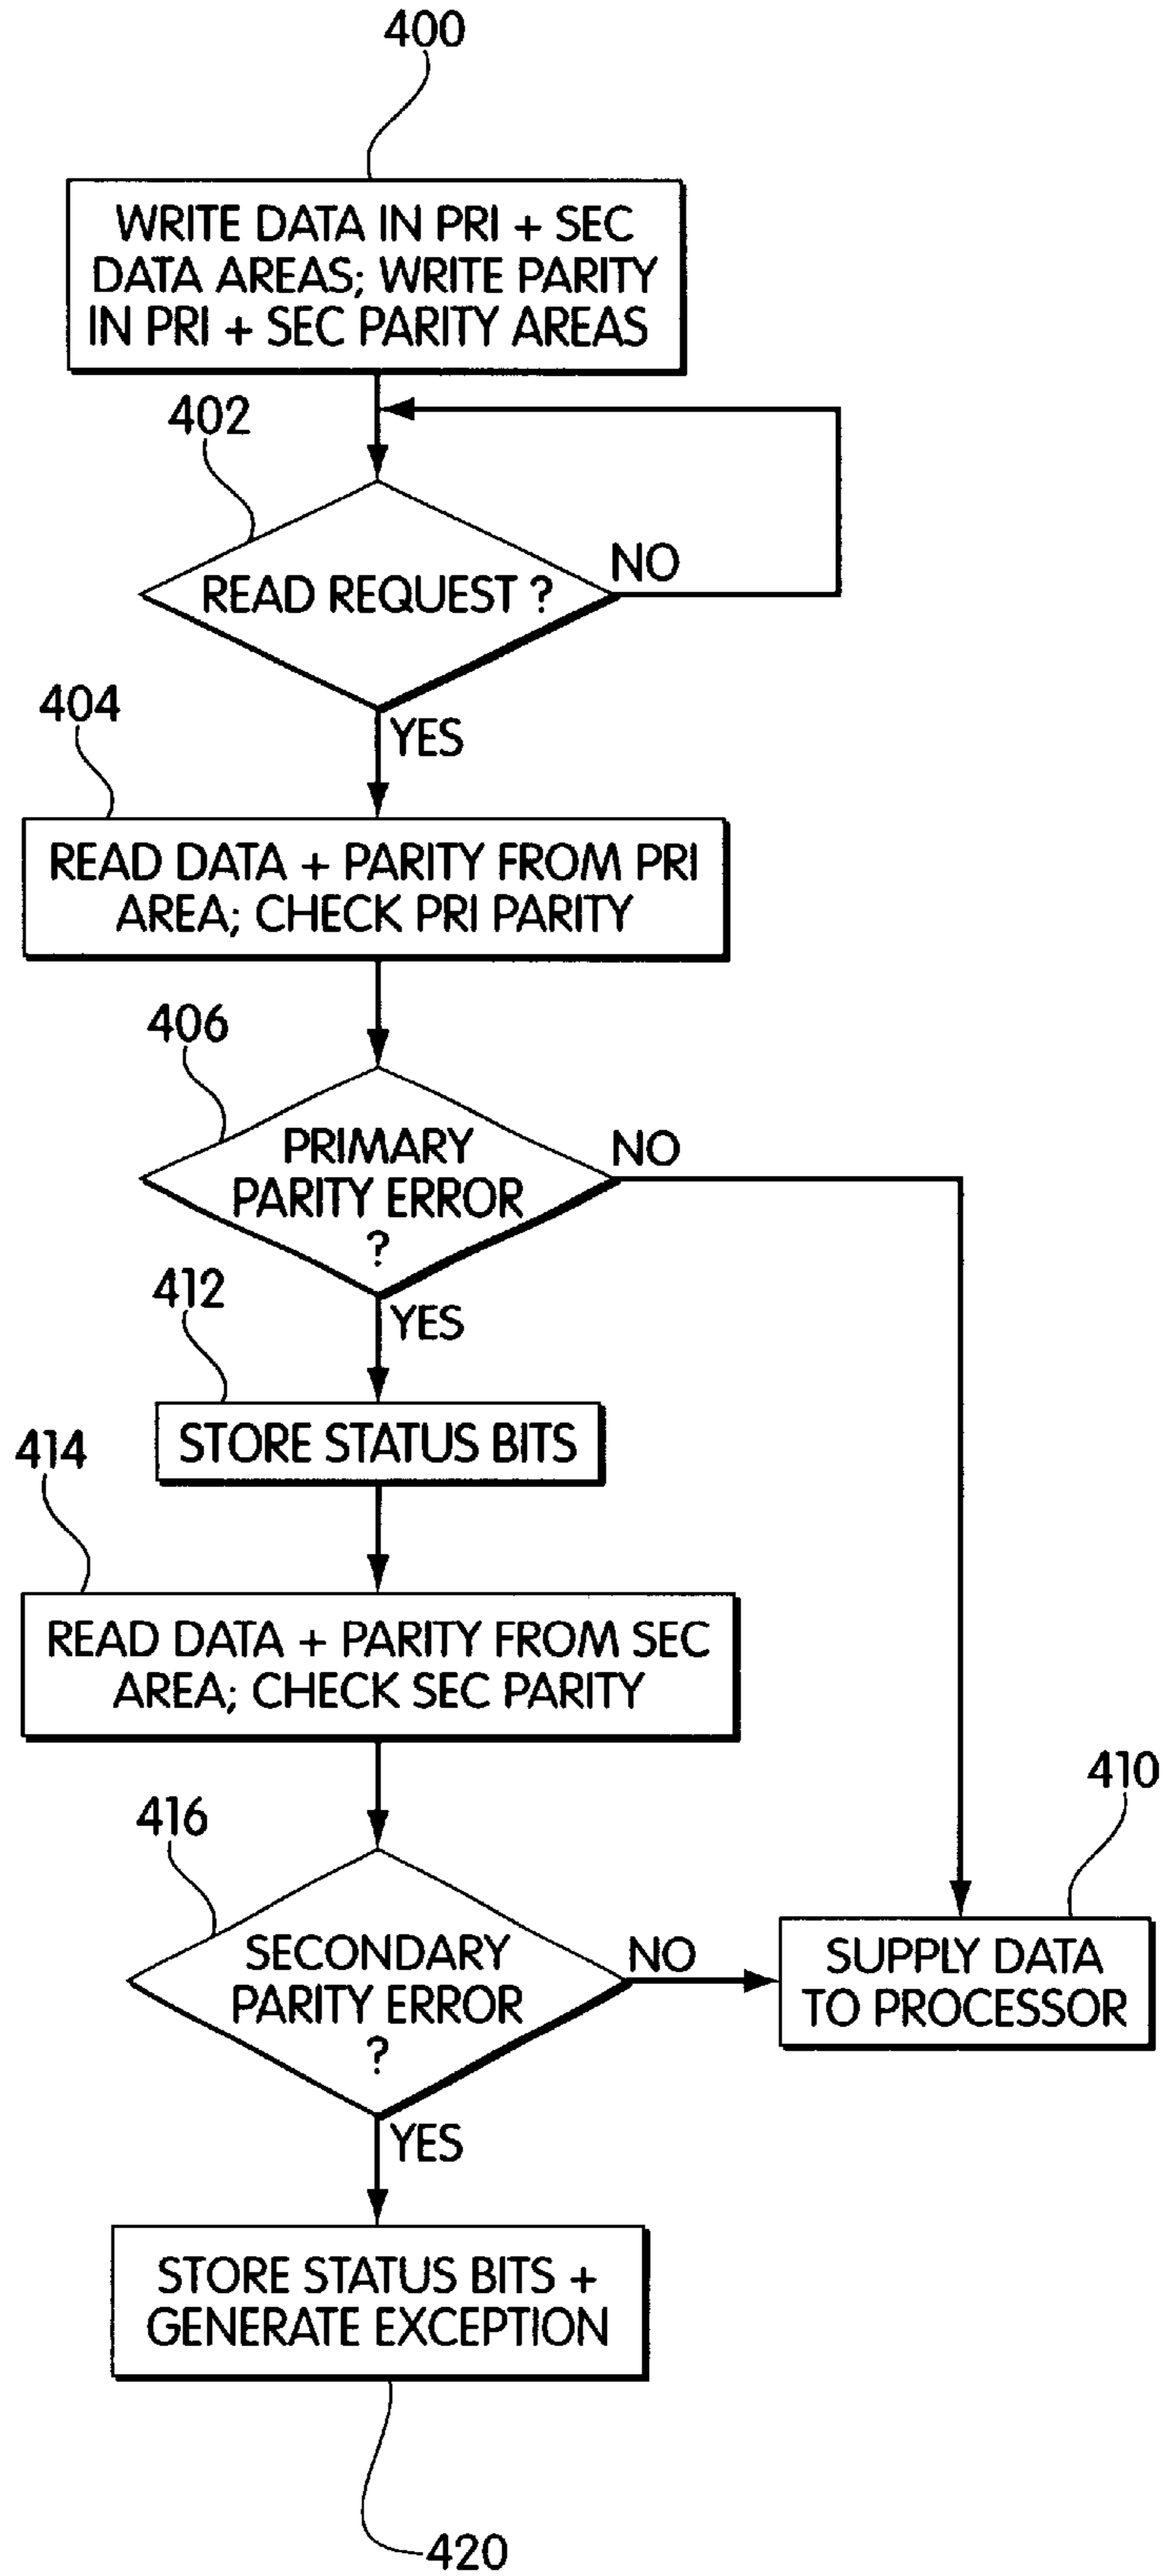 400
WRITE DATA IN PRI + SEC
DATA AREAS; WRITE PARITY
IN PRI + SEC PARITY AREAS
402
READ REQUEST ?
NO
YES
404
READ DATA + PARITY FROM PRI
AREA; CHECK PRI PARITY
406
PRIMARY
PARITY ERROR
?
NO
YES
412
STORE STATUS BITS
414
READ DATA + PARITY FROM SEC
AREA; CHECK SEC PARITY
416
SECONDARY
PARITY ERROR
?
NO
YES
410
SUPPLY DATA
TO PROCESSOR
STORE STATUS BITS +
GENERATE EXCEPTION
420